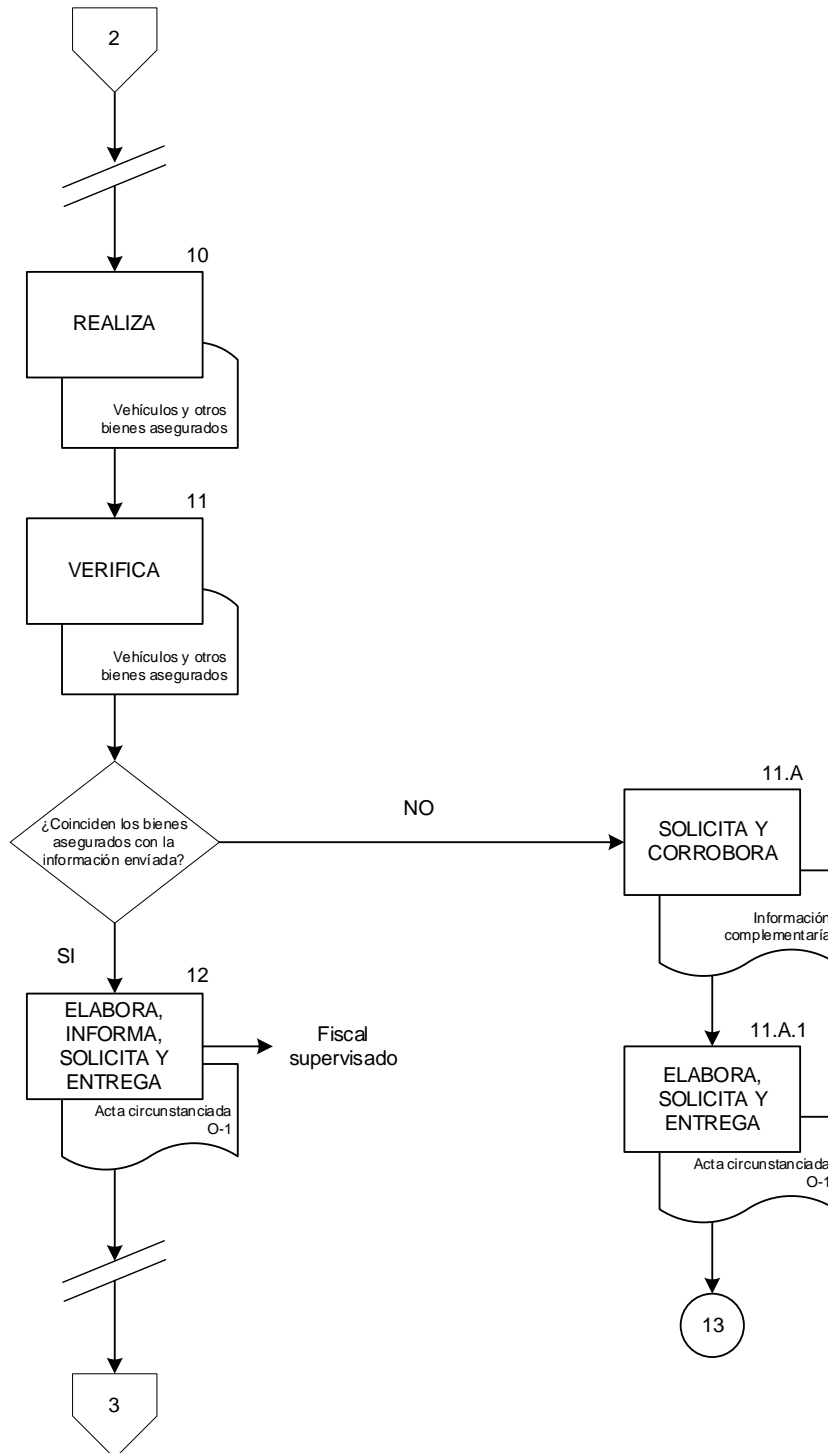 2
10
REALIZA
Vehículos y otros
bienes asegurados
11
VERIFICA
Vehículos y otros
bienes asegurados
¿Coinciden los bienes
asegurados con la
información envíada?
NO
11.A
SOLICITA Y
CORROBORA
Información
complementaría
SI
12
ELABORA,
INFORMA,
SOLICITA Y
ENTREGA
Fiscal
supervisado
Acta circunstanciada
O-1
11.A.1
ELABORA,
SOLICITA Y
ENTREGA
Acta circunstanciada
O-1
13
3